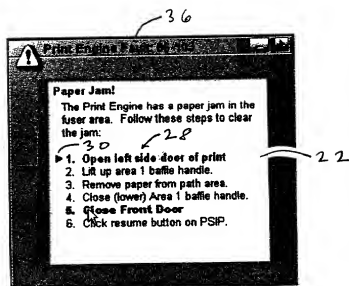 36
Print Engine Fault:
Paper Jam!
The Print Engine has a paper jam in the
fuser area. Follow these steps to clear
the jam:
30
28
22
1. Open left side door of print
2. Lift up area 1 baffle handle.
3. Remove paper from path area.
4. Close (lower) Area 1 baffle handle.
5. Close Front Door
6. Click resume button on PSIP.